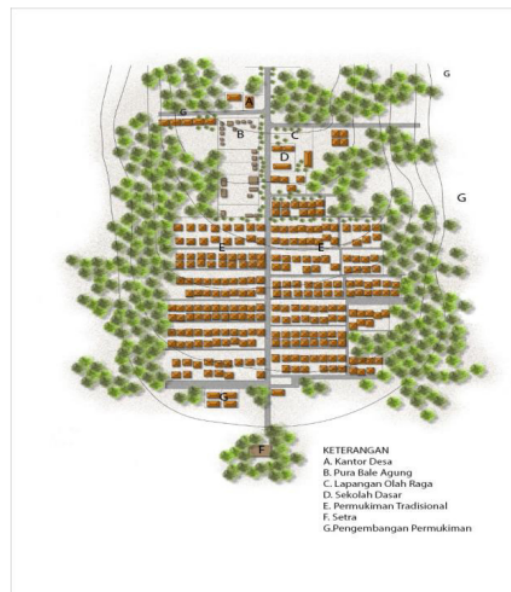 G
A
G
B
C
D
G
E
E
G
F
KETERANGAN
A. Kantor Desa
B. Pura Bale Agung
C. Lapangan Olah Raga
D. Sekolah Dasar
E. Permukiman Tradisional
F. Setra
G.Pengembangan Permukiman